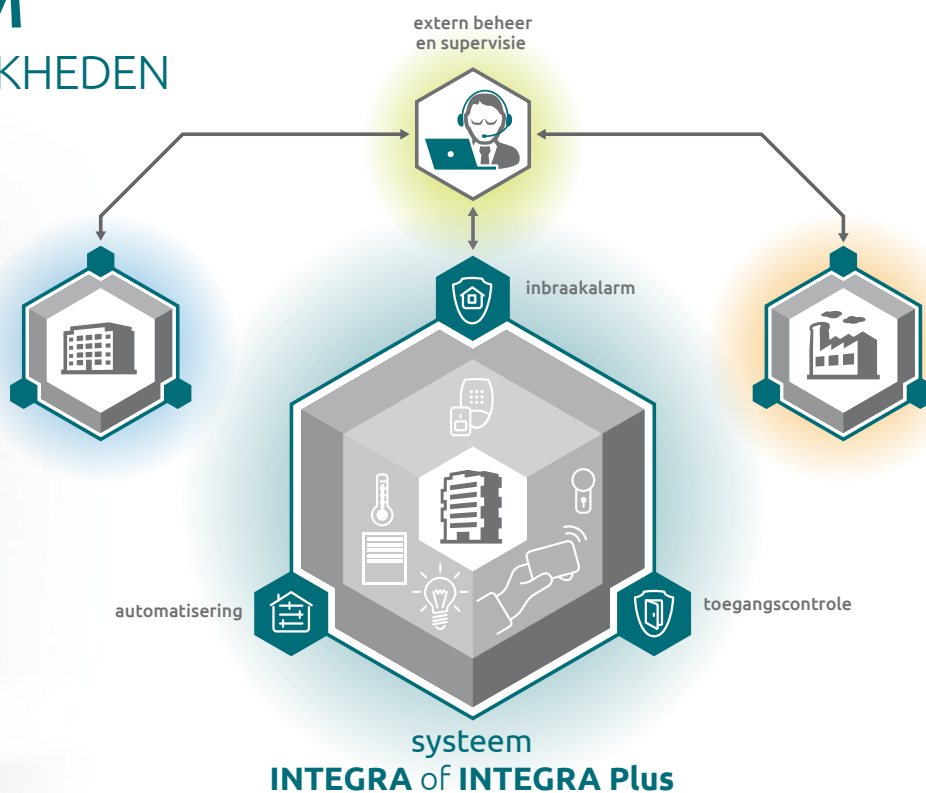 KHEDEN
extern beheer
en supervisie
inbraakalarm
automatisering
toegangscontrole
systeem
INTEGRA of INTEGRA Plus